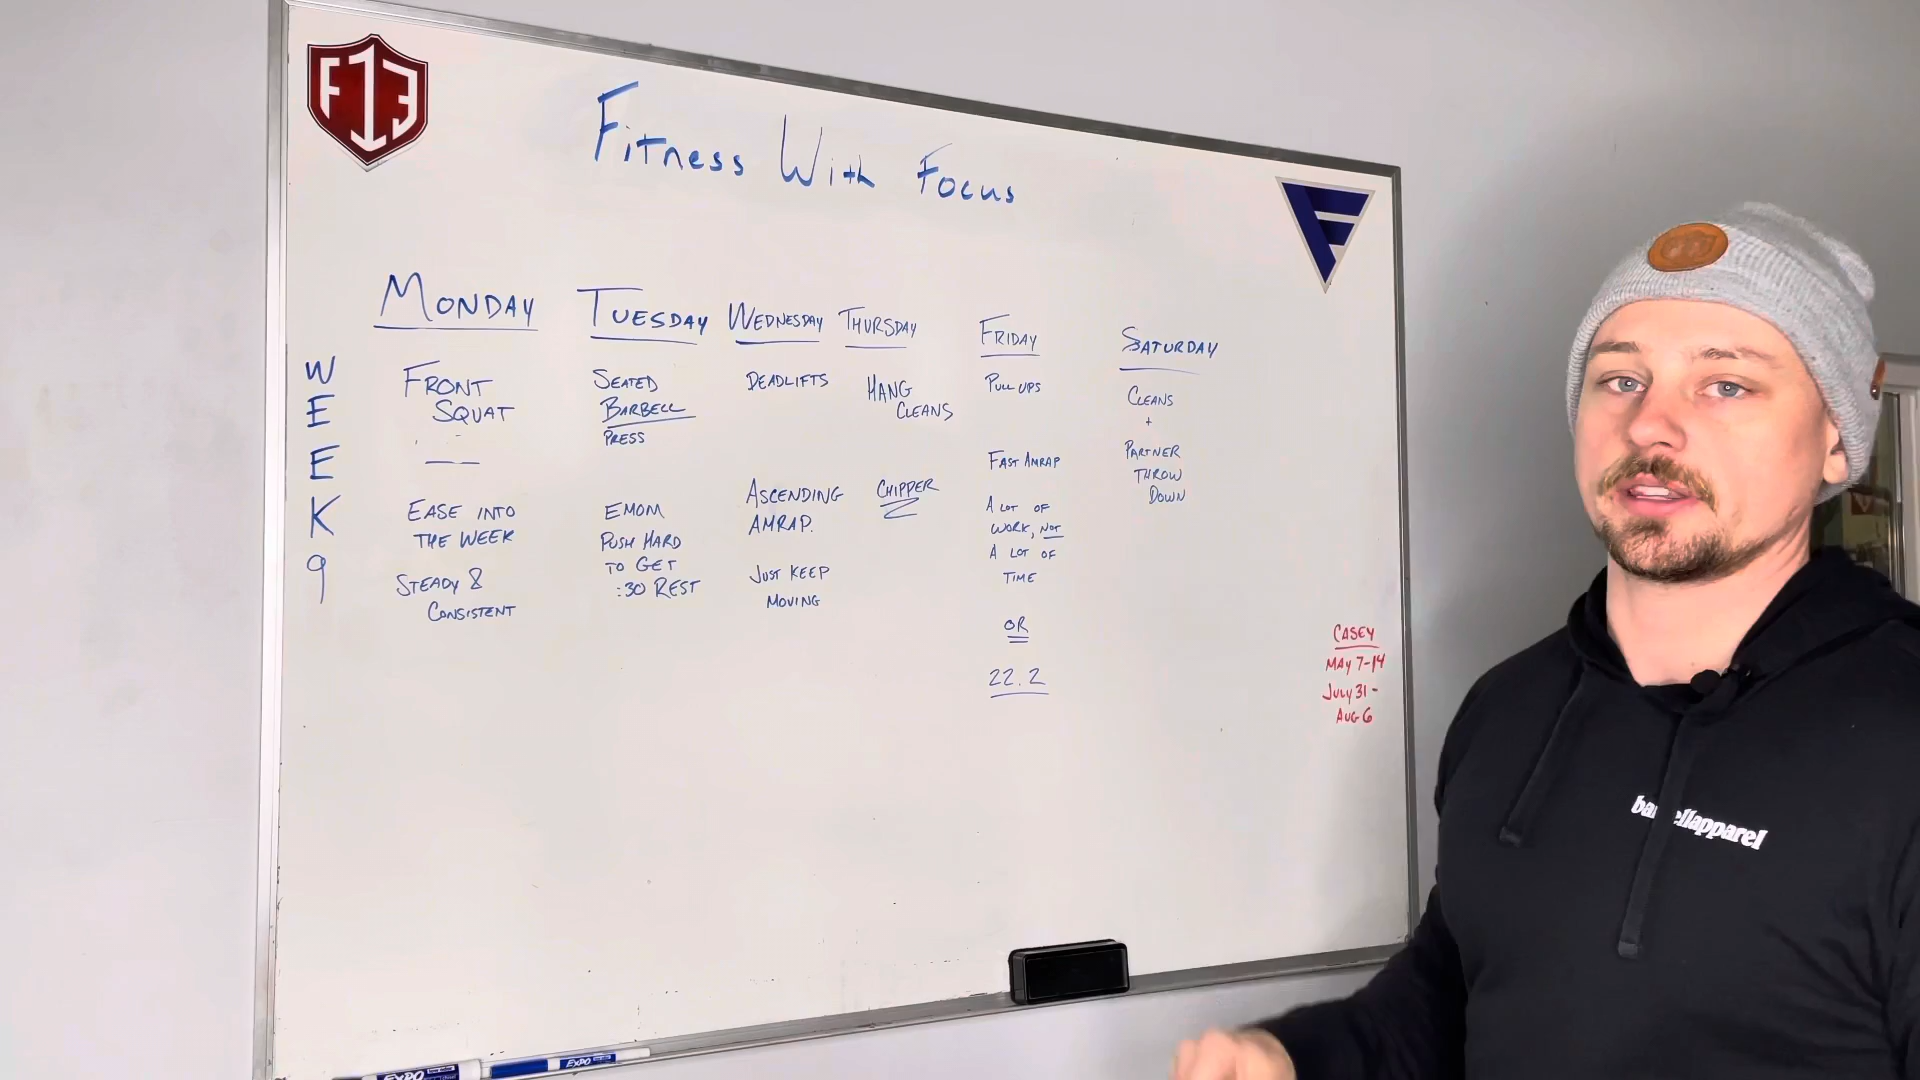 F13
Fitness With Focus
F
WEEK 9
MONDAY
FRONT
SQUAT
EASE INTO
THE WEEK
STEADY &
CONSISTENT
TUESDAY
SEATED
BARBELL
PRESS
EMOM
PUSH HARD
TO GET
:30 REST
WEDNESDAY
DEADLIFTS
ASCENDING
AMRAP.
JUST KEEP
MOVING
THURSDAY
HANG
CLEANS
CHIPPER
FRIDAY
PULL UPS
FAST AMRAP
A LOT OF
WORK, NOT
A LOT OF
TIME
OR
22.2
SATURDAY
CLEANS
+
PARTNER
THROW
DOWN
CASEY
MAY 7-14
JULY 31-
AUG 6
EXPO
EXPO